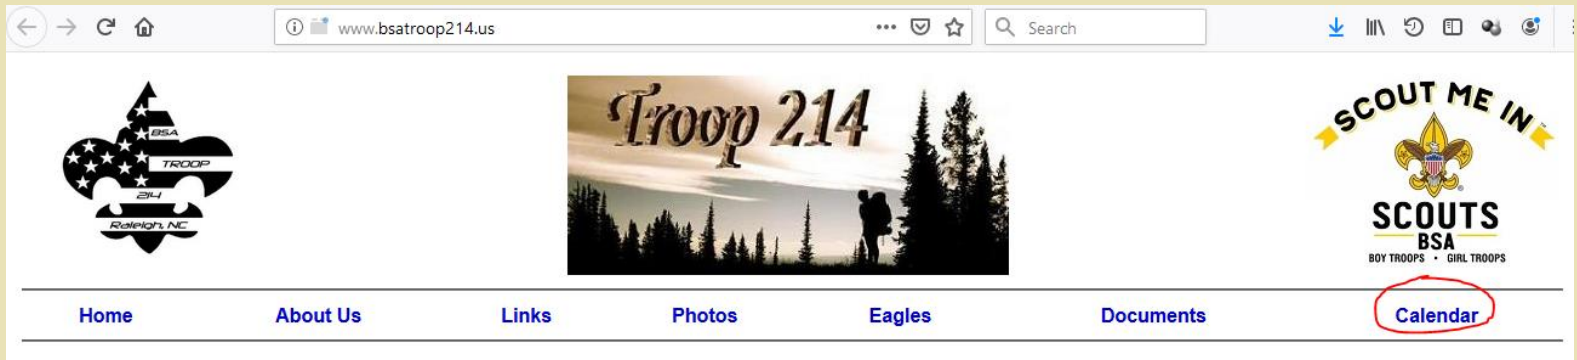 www.bsatroop214.us
Search
BSA
TROOP
214
Raleigh, NC
Troop 214
SCOUT ME IN™
®
SCOUTS
BSA
BOY TROOPS • GIRL TROOPS
Home About Us Links Photos Eagles Documents Calendar